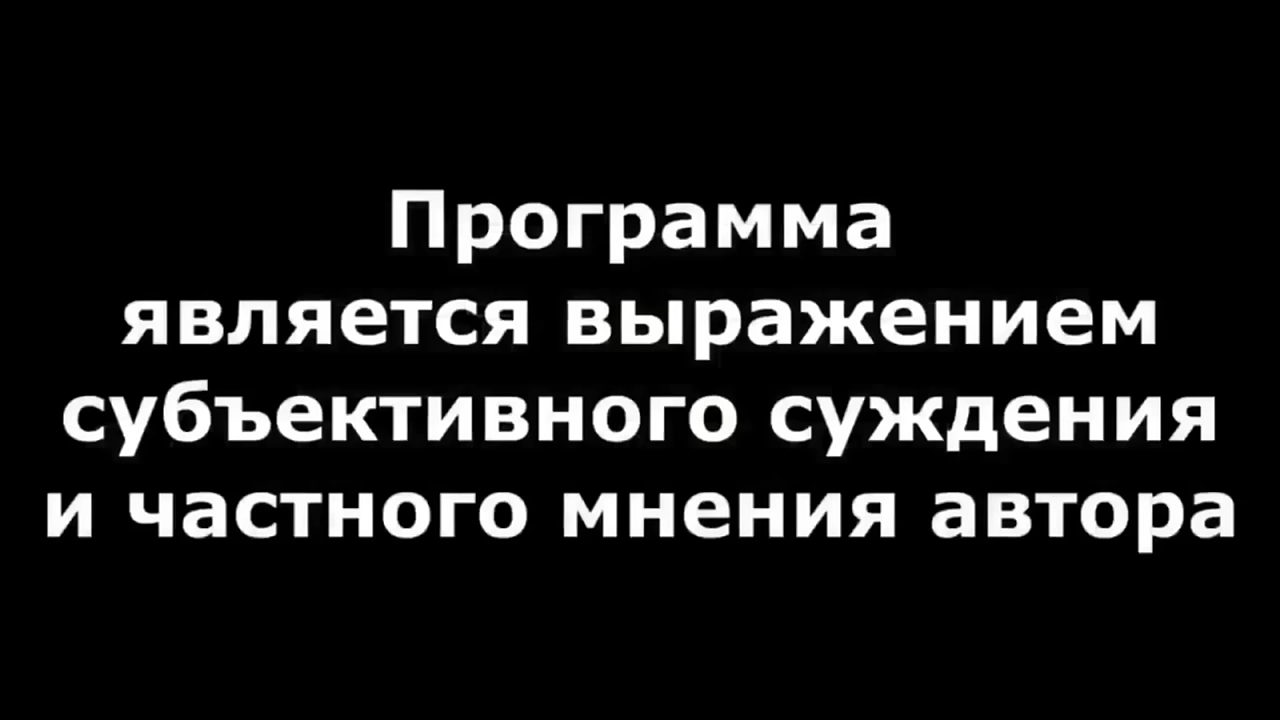 Программа
является выражением
субъективного суждения
и частного мнения автора